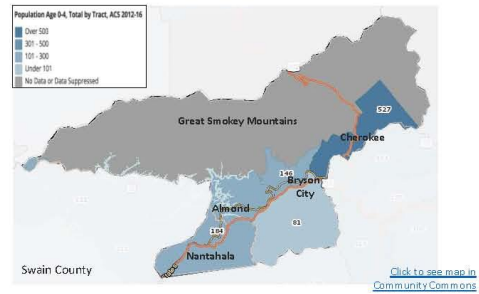 Population Age 0-4, Total by Tract, ACS 2012-16
Over 500
301 - 500
101 - 300
Under 101
No Data or Data Suppressed
527
Great Smokey Mountains
Cherokee
146
Bryson
City
Almond
184
81
Nantahala
Swain County
Click to see map in
Community Commons